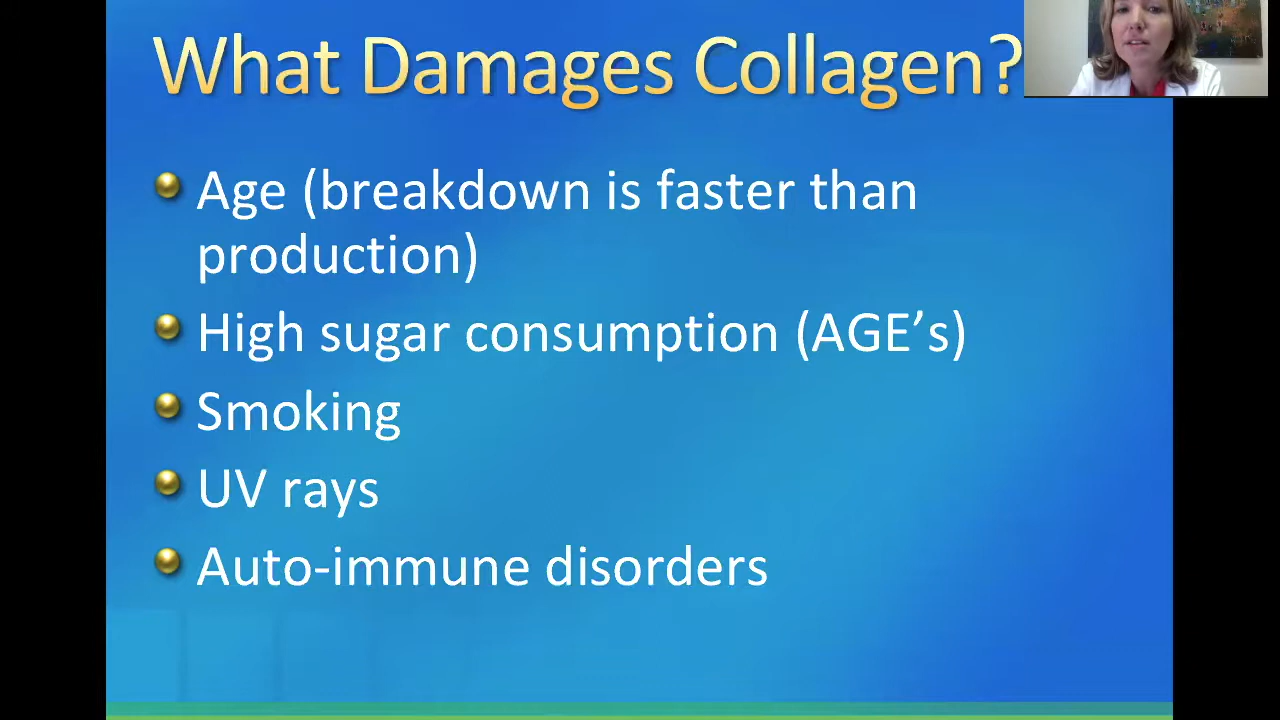 What Damages Collagen?
Age (breakdown is faster than
production)
High sugar consumption (AGE’s)
Smoking
UV rays
Auto-immune disorders